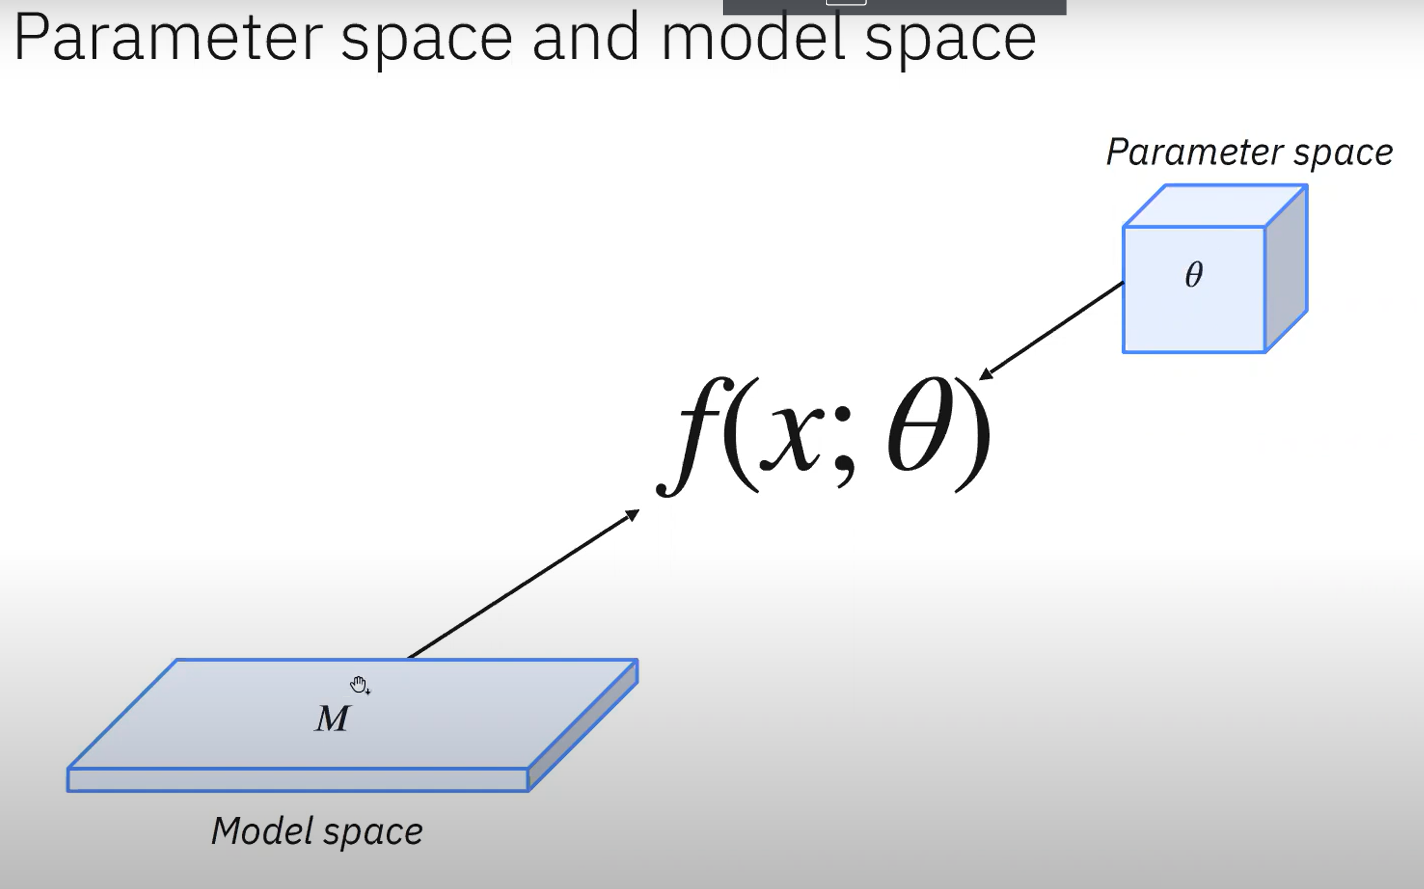 Parameter space and model space
Parameter space
θ
f(x; θ)
M
Model space